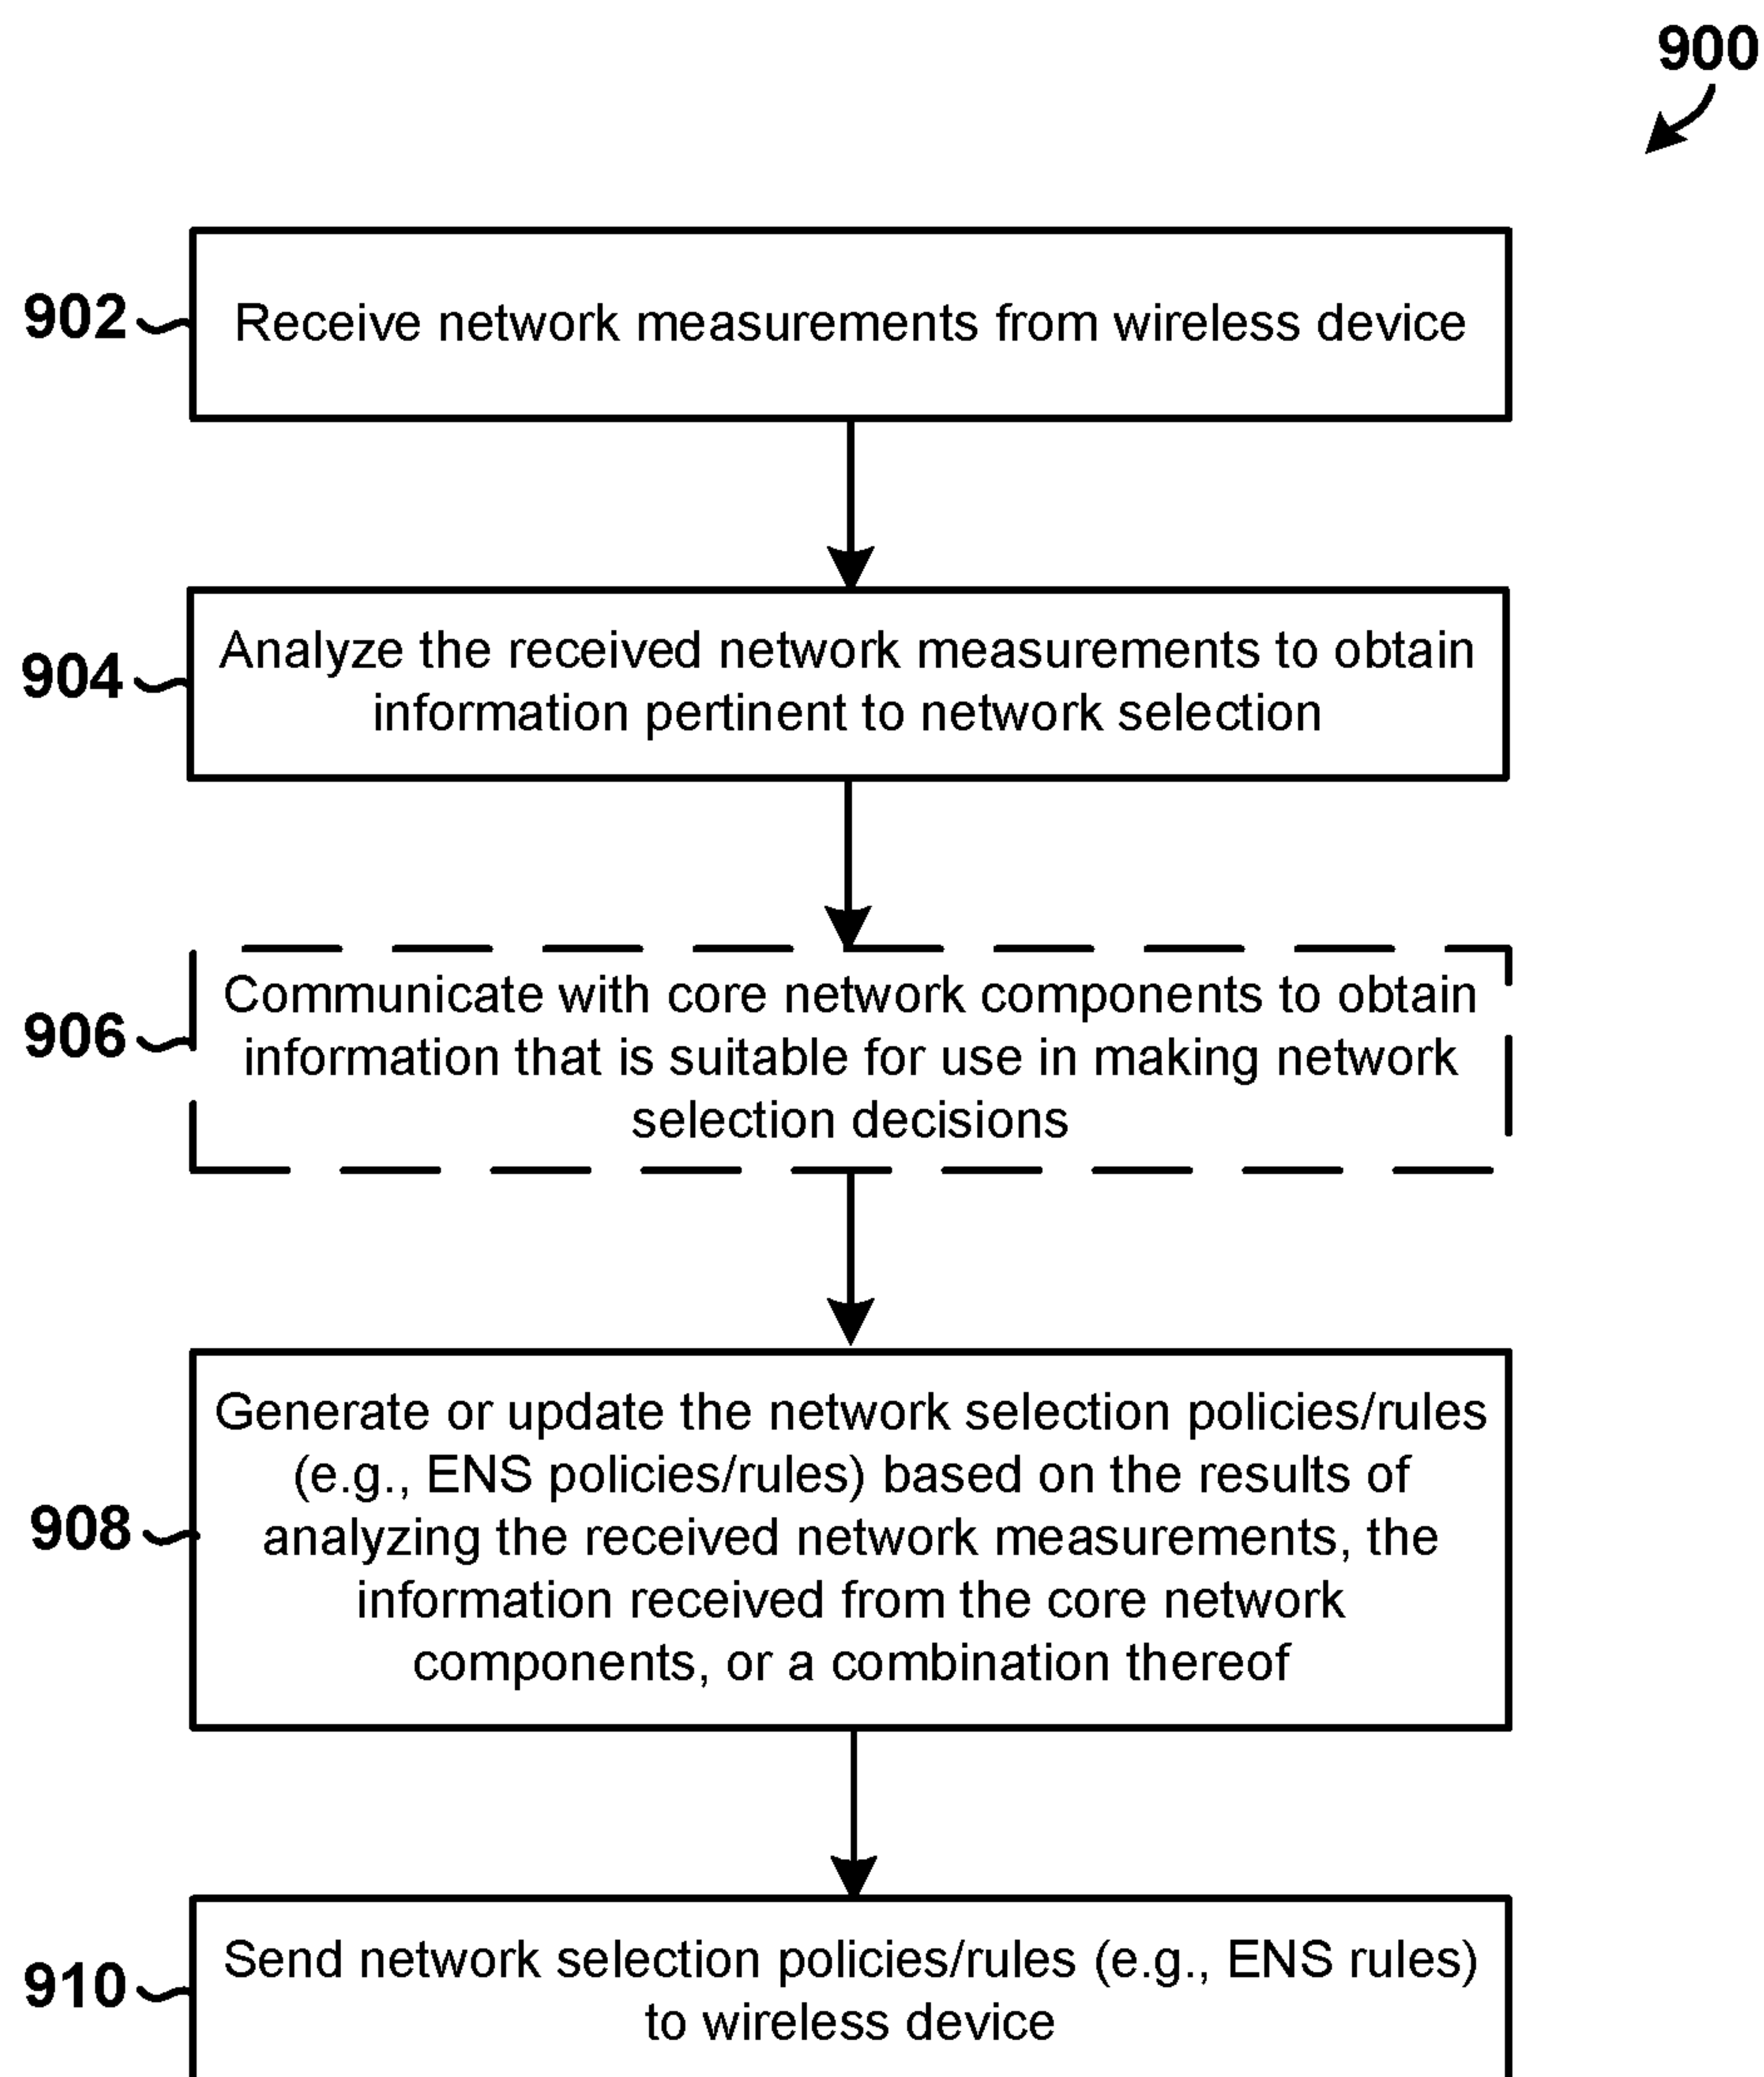 900
902
Receive network measurements from wireless device
904
Analyze the received network measurements to obtain
information pertinent to network selection
906
Communicate with core network components to obtain
information that is suitable for use in making network
selection decisions
908
Generate or update the network selection policies/rules
(e.g., ENS policies/rules) based on the results of
analyzing the received network measurements, the
information received from the core network
components, or a combination thereof
910
Send network selection policies/rules (e.g., ENS rules)
to wireless device